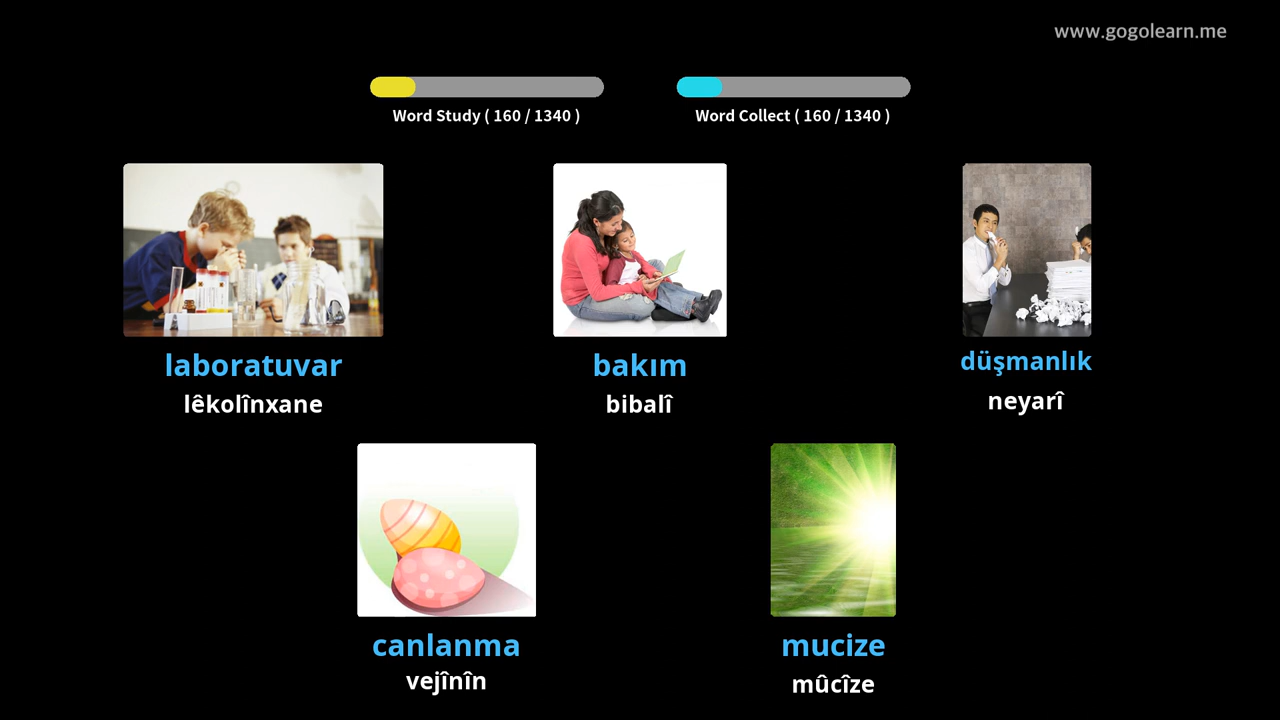 www.gogolearn.me
Word Study ( 160 / 1340 )
Word Collect ( 160 / 1340 )
laboratuvar
lêkolînxane
bakım
bibalî
düşmanlık
neyarî
canlanma
vejînîn
mucize
mûcîze